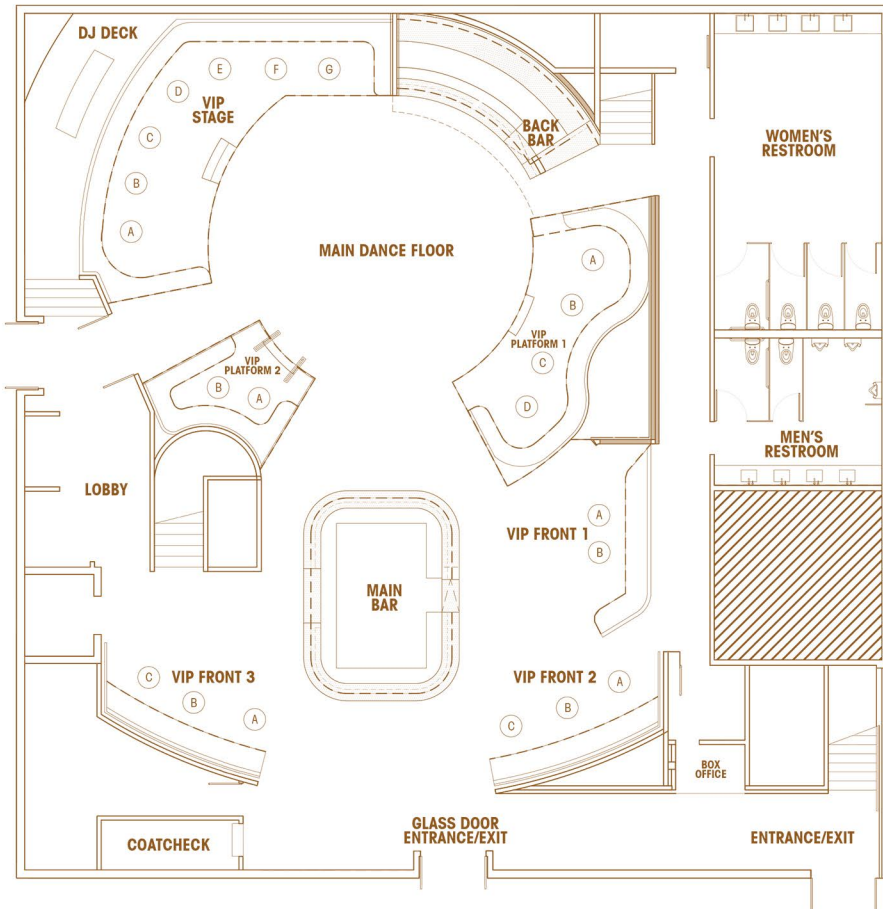 DJ DECK
E
F
G
D
VIP
STAGE
C
B
A
BACK
BAR
WOMEN'S
RESTROOM
MAIN DANCE FLOOR
A
B
VIP
PLATFORM 1
C
D
VIP
PLATFORM 2
B
A
MEN'S
RESTROOM
LOBBY
A
VIP FRONT 1
B
MAIN
BAR
C
VIP FRONT 3
B
A
VIP FRONT 2
A
B
C
BOX
OFFICE
GLASS DOOR
ENTRANCE/EXIT
COATCHECK
ENTRANCE/EXIT